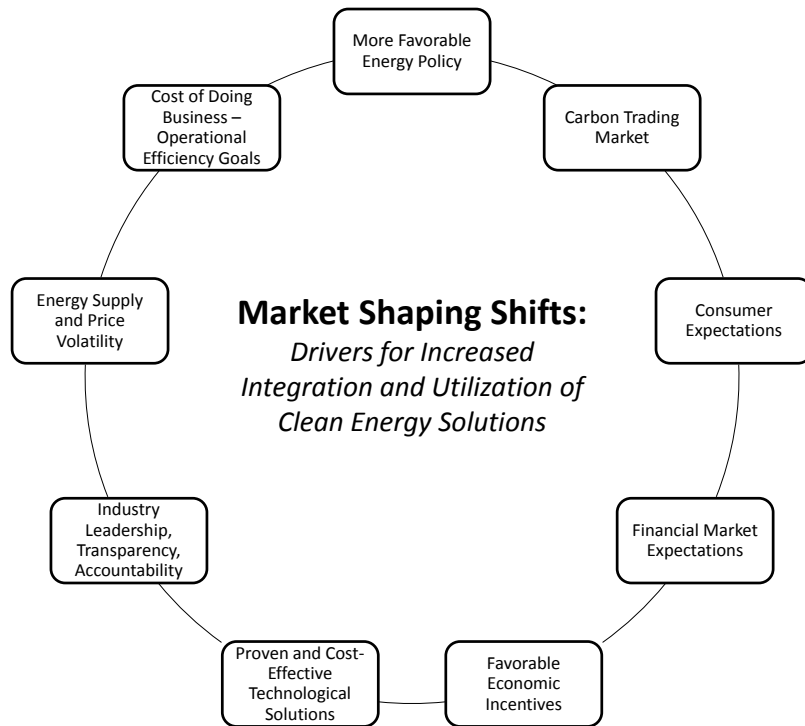 More Favorable
Energy Policy
Carbon Trading
Market
Consumer
Expectations
Financial Market
Expectations
Favorable
Economic
Incentives
Proven and Cost-
Effective
Technological
Solutions
Industry
Leadership,
Transparency,
Accountability
Energy Supply
and Price
Volatility
Cost of Doing
Business –
Operational
Efficiency Goals
Market Shaping Shifts:
Drivers for Increased
Integration and Utilization of
Clean Energy Solutions